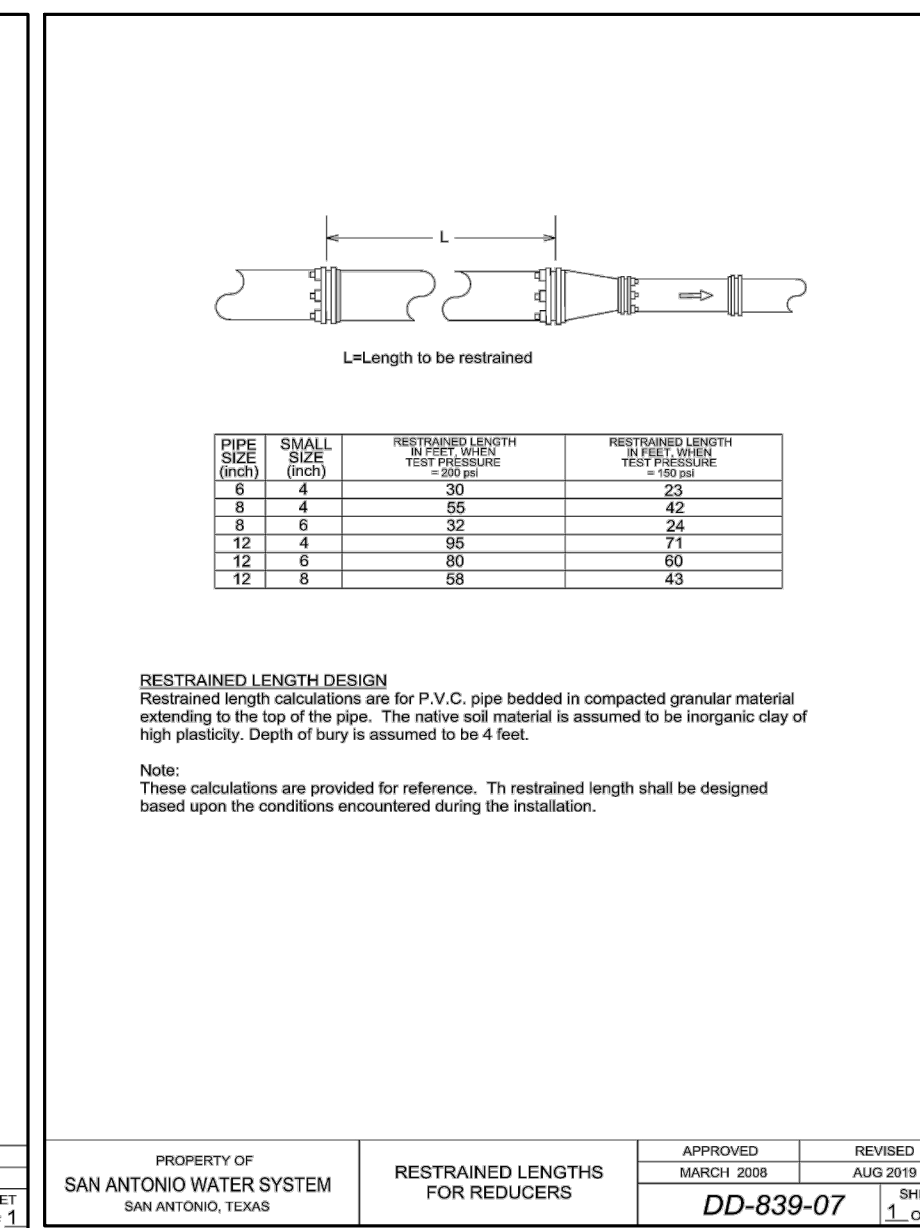 L
L=Length to be restrained
PIPE SIZE (inch) SMALL SIZE (inch) RESTRAINED LENGTH IN FEET, WHEN TEST PRESSURE = 200 psi RESTRAINED LENGTH IN FEET, WHEN TEST PRESSURE = 150 psi
6 4 30 23
8 4 55 42
8 6 32 24
12 4 95 71
12 6 80 60
12 8 58 43
RESTRAINED LENGTH DESIGN
Restrained length calculations are for P.V.C. pipe bedded in compacted granular material
extending to the top of the pipe. The native soil material is assumed to be inorganic clay of
high plasticity. Depth of bury is assumed to be 4 feet.
Note:
These calculations are provided for reference. Th restrained length shall be designed
based upon the conditions encountered during the installation.
PROPERTY OF
SAN ANTONIO WATER SYSTEM
SAN ANTONIO, TEXAS
RESTRAINED LENGTHS
FOR REDUCERS
APPROVED
MARCH 2008
REVISED
AUG 2019
DD-839-07
1
1